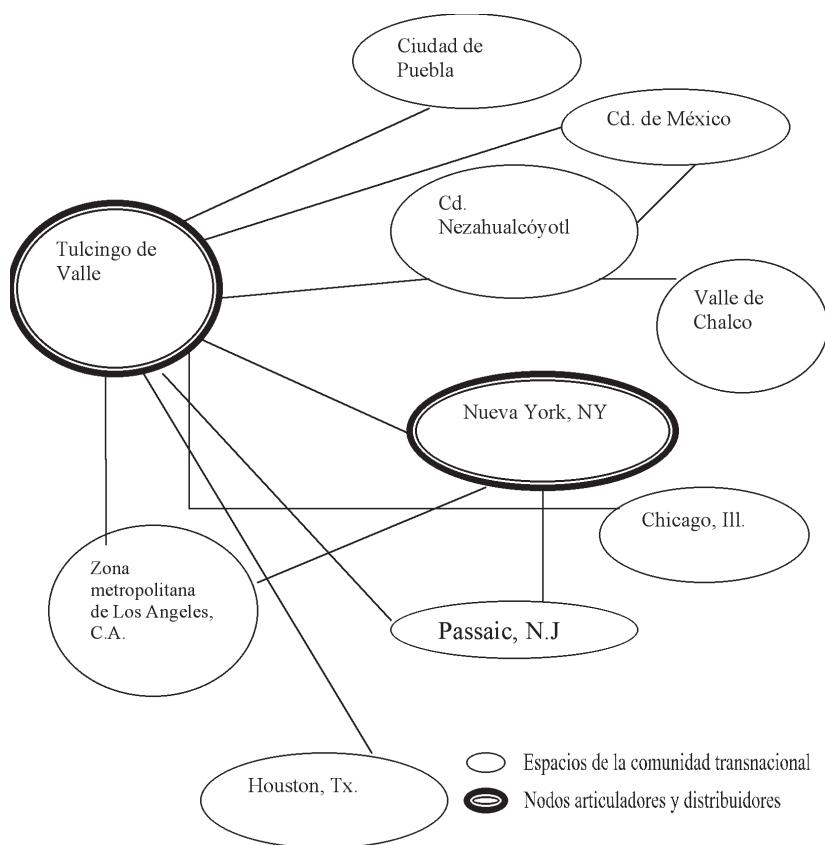 Ciudad de
Puebla
Cd. de México
Cd.
Nezahualcóyotl
Tulcingo de
Valle
Valle de
Chalco
Nueva York, NY
Chicago, Ill.
Zona
metropolitana
de Los Angeles,
C.A.
Passaic, N.J
Houston, Tx.
Espacios de la comunidad transnacional
Nodos articuladores y distribuidores